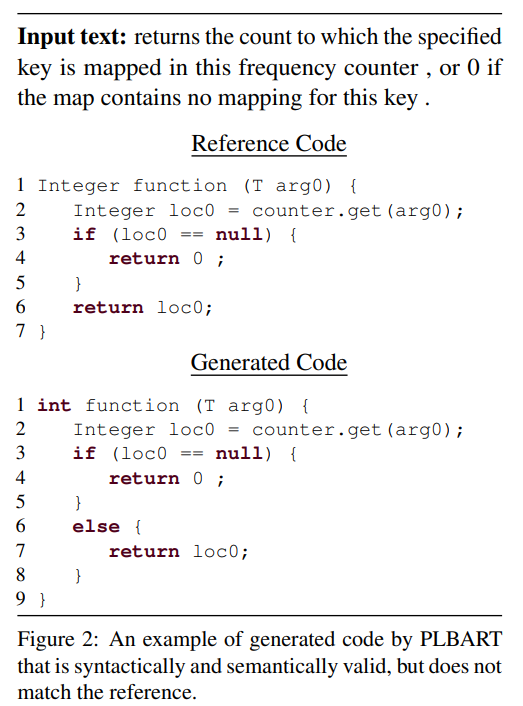 Input text: returns the count to which the specified
key is mapped in this frequency counter , or 0 if
the map contains no mapping for this key .
Reference Code
1 Integer function (T arg0) {
2     Integer loc0 = counter.get(arg0);
3     if (loc0 == null) {
4         return 0 ;
5     }
6     return loc0;
7 }
Generated Code
1 int function (T arg0) {
2     Integer loc0 = counter.get(arg0);
3     if (loc0 == null) {
4         return 0 ;
5     }
6     else {
7         return loc0;
8     }
9 }
Figure 2: An example of generated code by PLBART
that is syntactically and semantically valid, but does not
match the reference.